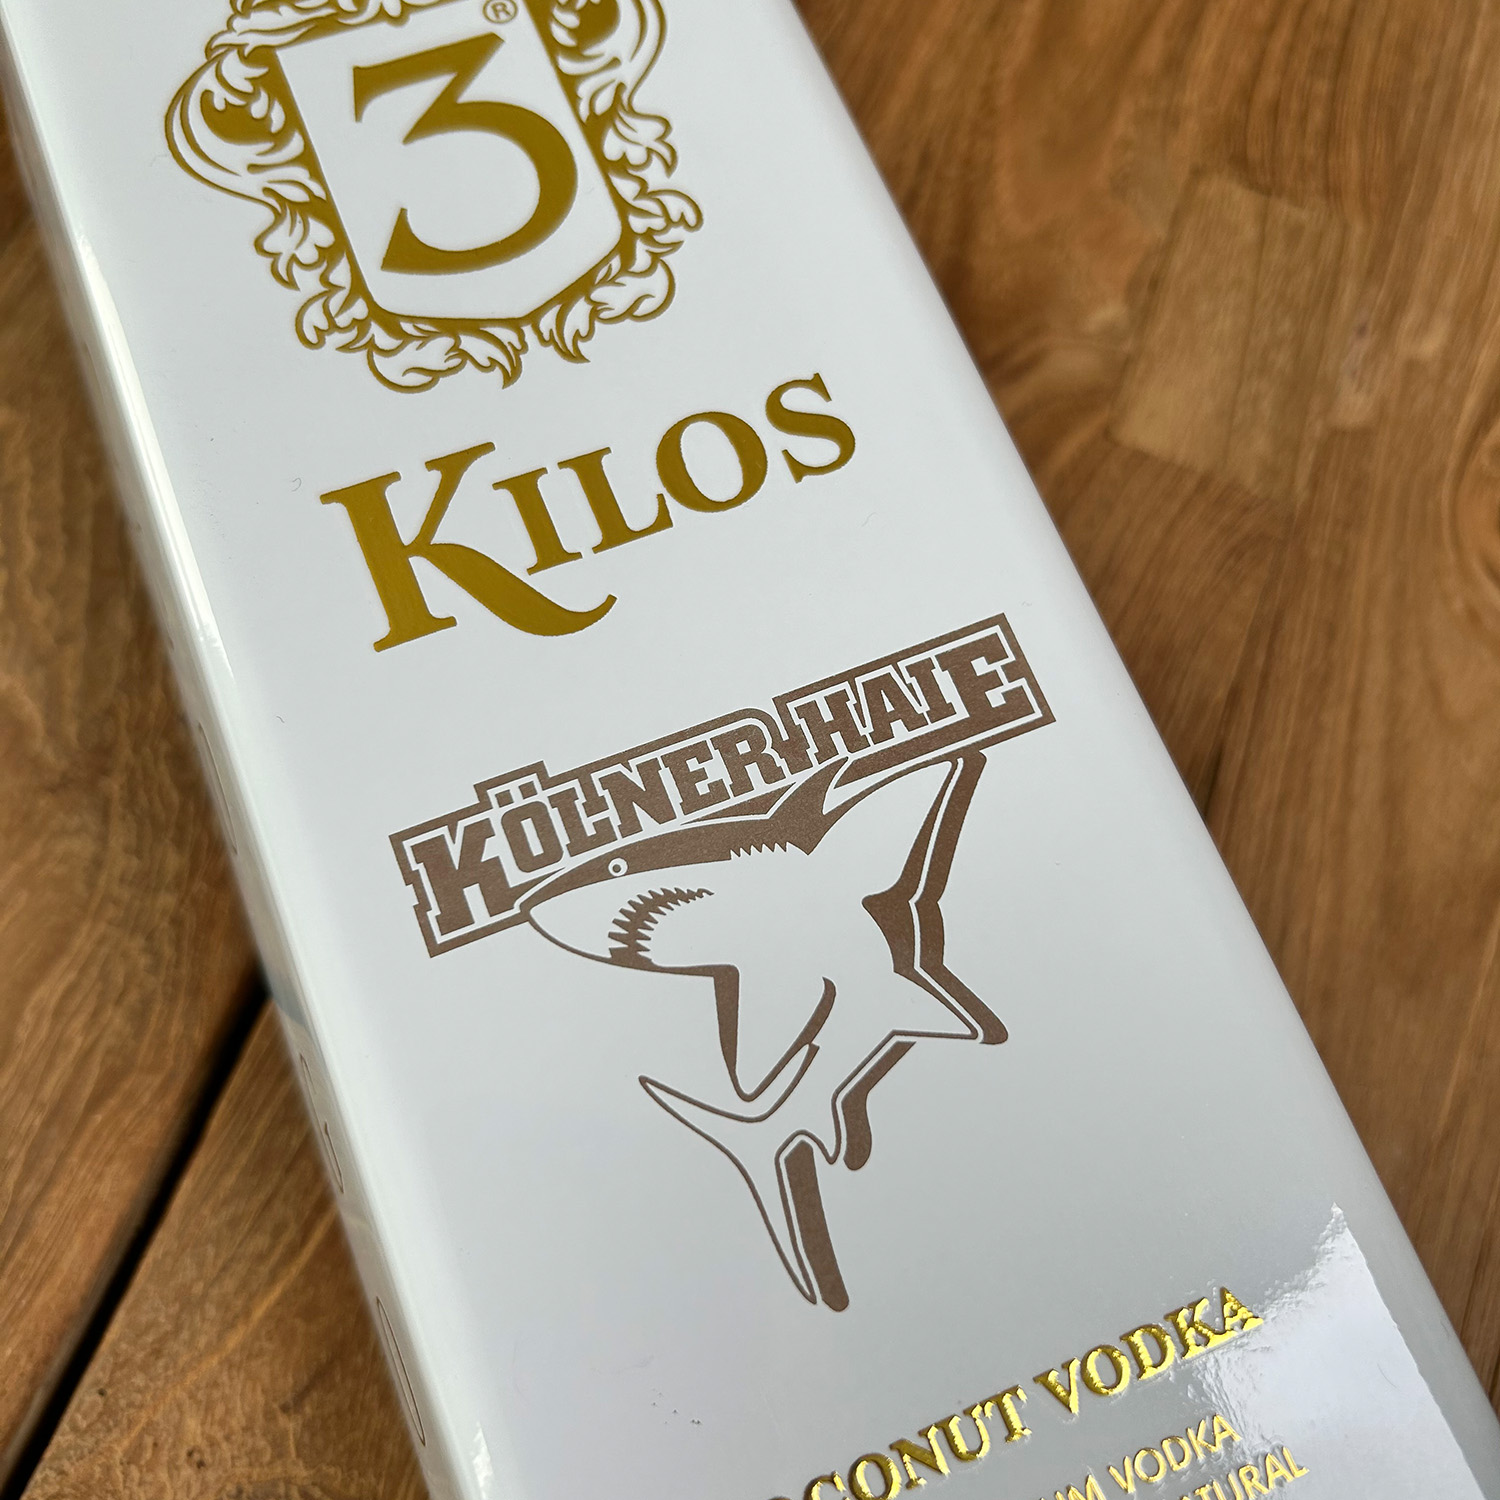 ®
3
KILOS
KÖLNER HAIE
COCONUT VODKA
VODKA